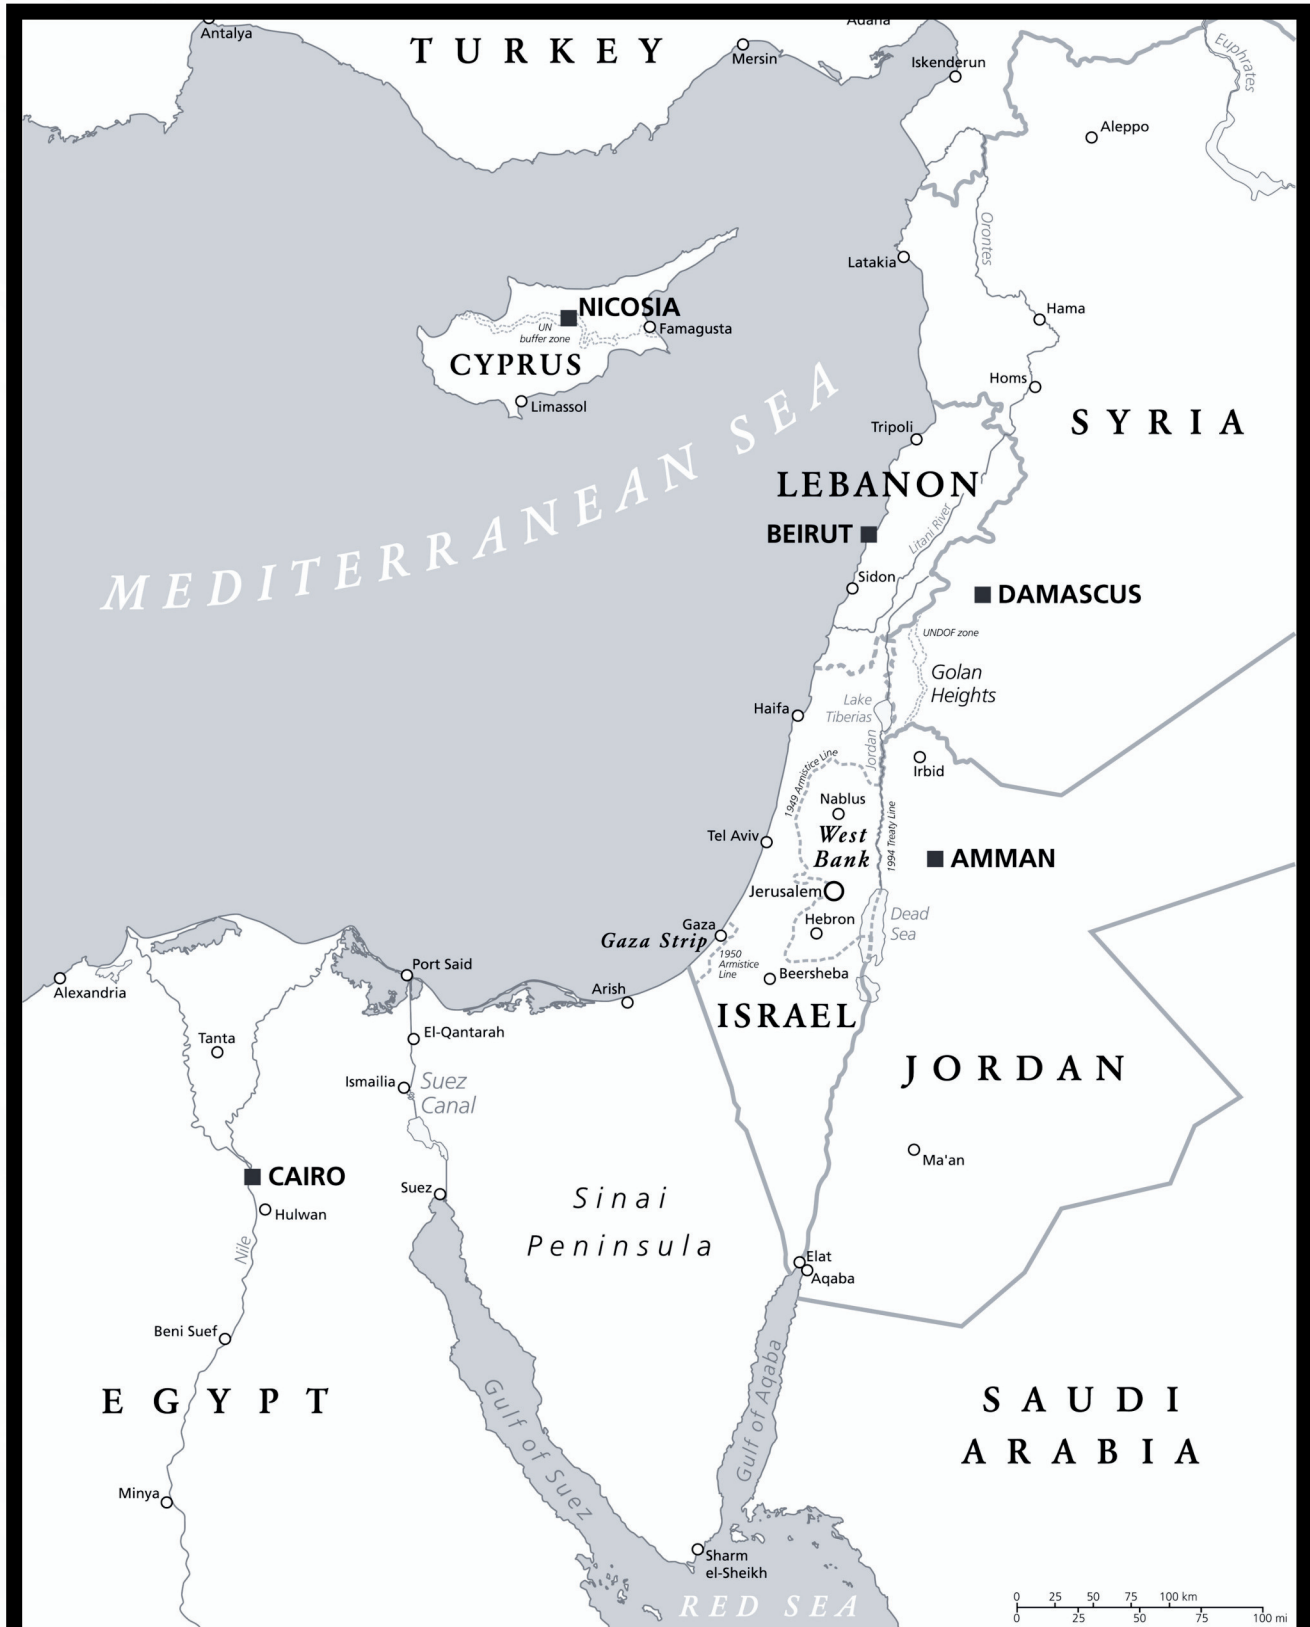 Adana
Antalya
TURKEY
Mersin
Iskenderun
Euphrates
Aleppo
Orontes
Latakia
NICOSIA
Hama
UN
buffer zone
Famagusta
CYPRUS
Homs
Limassol
MEDITERRANEAN SEA
SYRIA
Tripoli
LEBANON
Litani River
BEIRUT
Sidon
DAMASCUS
UNDOF zone
Golan
Heights
Lake
Tiberias
Haifa
Jordan
Irbid
1949 Armistice Line
Nablus
1994 Treaty Line
Tel Aviv
West
Bank
AMMAN
Jerusalem
Hebron
Dead
Sea
Gaza
Gaza Strip
1950
Armistice
Line
Beersheba
Port Said
Alexandria
Arish
ISRAEL
El-Qantarah
Tanta
Ismailia
Suez
Canal
JORDAN
Ma'an
CAIRO
Suez
Hulwan
Sinai
Peninsula
Nile
Elat
Aqaba
Beni Suef
EGYPT
Gulf of Suez
Gulf of Aqaba
SAUDI
ARABIA
Minya
Sharm
el-Sheikh
RED SEA
0 25 50 75 100 km
0 25 50 75 100 mi